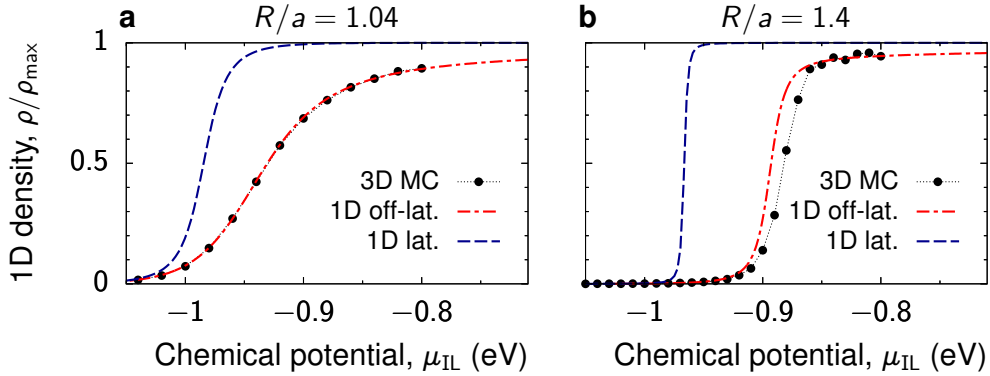 a R/a = 1.04
b R/a = 1.4
1D density, ρ/ρmax
1
0.5
0
3D MC
1D off-lat.
1D lat.
3D MC
1D off-lat.
1D lat.
−1 −0.9 −0.8
−1 −0.9 −0.8
Chemical potential, μIL (eV)
Chemical potential, μIL (eV)